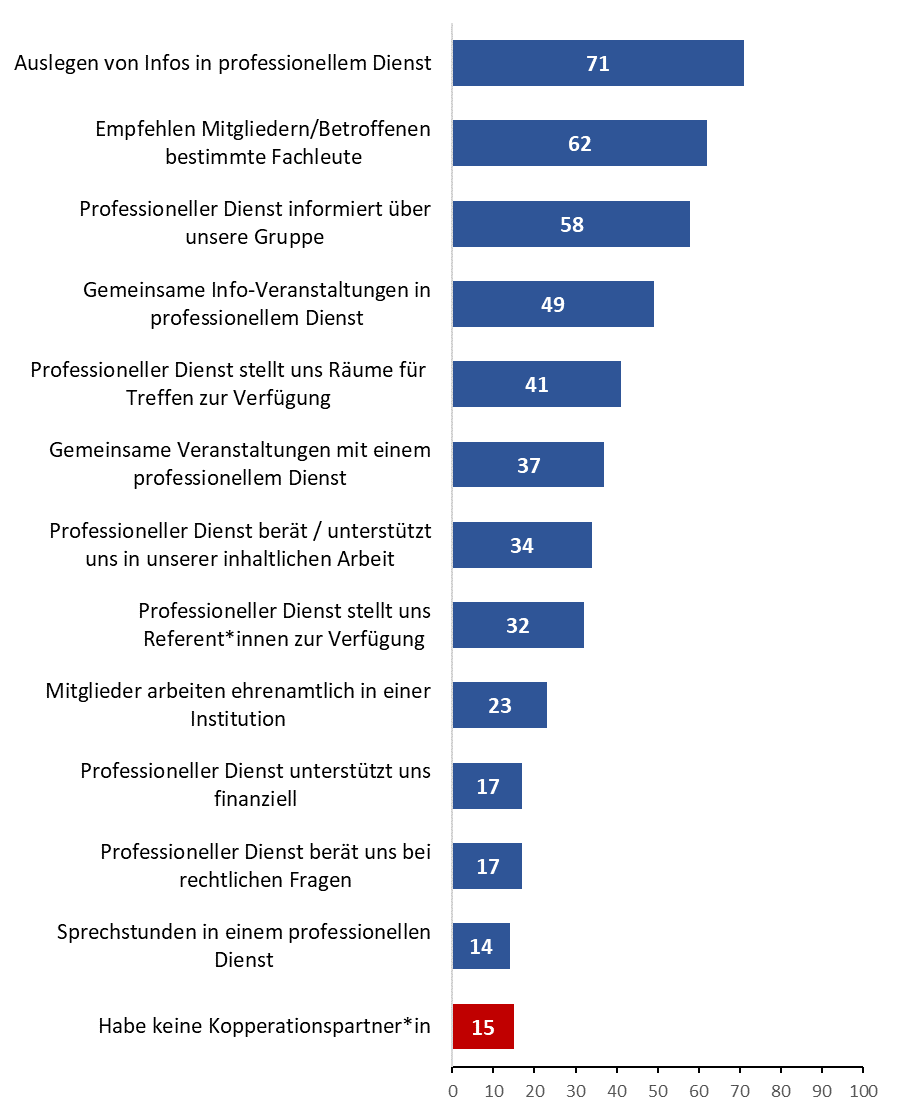 Auslegen von Infos in professionellem Dienst
71
Empfehlen Mitgliedern/Betroffenen
bestimmte Fachleute
62
Professioneller Dienst informiert über
unsere Gruppe
58
Gemeinsame Info-Veranstaltungen in
professionellem Dienst
49
Professioneller Dienst stellt uns Räume für
Treffen zur Verfügung
41
Gemeinsame Veranstaltungen mit einem
professionellem Dienst
37
Professioneller Dienst berät / unterstützt
uns in unserer inhaltlichen Arbeit
34
Professioneller Dienst stellt uns
Referent*innen zur Verfügung
32
Mitglieder arbeiten ehrenamtlich in einer
Institution
23
Professioneller Dienst unterstützt uns
finanziell
17
Professioneller Dienst berät uns bei
rechtlichen Fragen
17
Sprechstunden in einem professionellen
Dienst
14
Habe keine Kopperationspartner*in
15
0 10 20 30 40 50 60 70 80 90 100